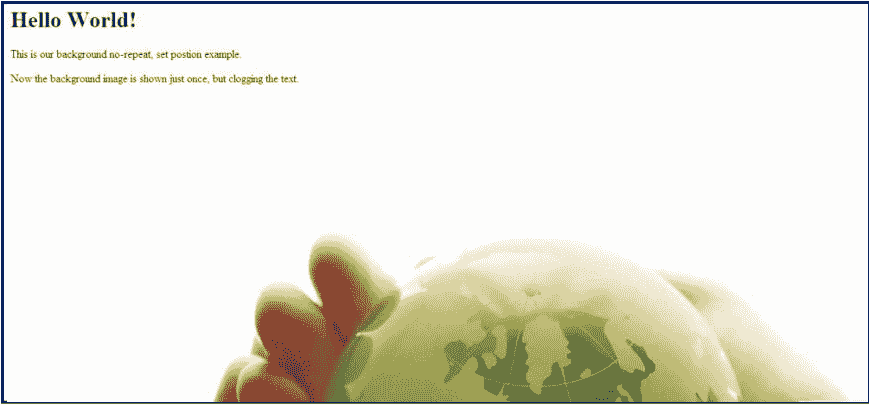 Hello World!
This is our background no-repeat, set postion example.
Now the background image is shown just once, but clogging the text.